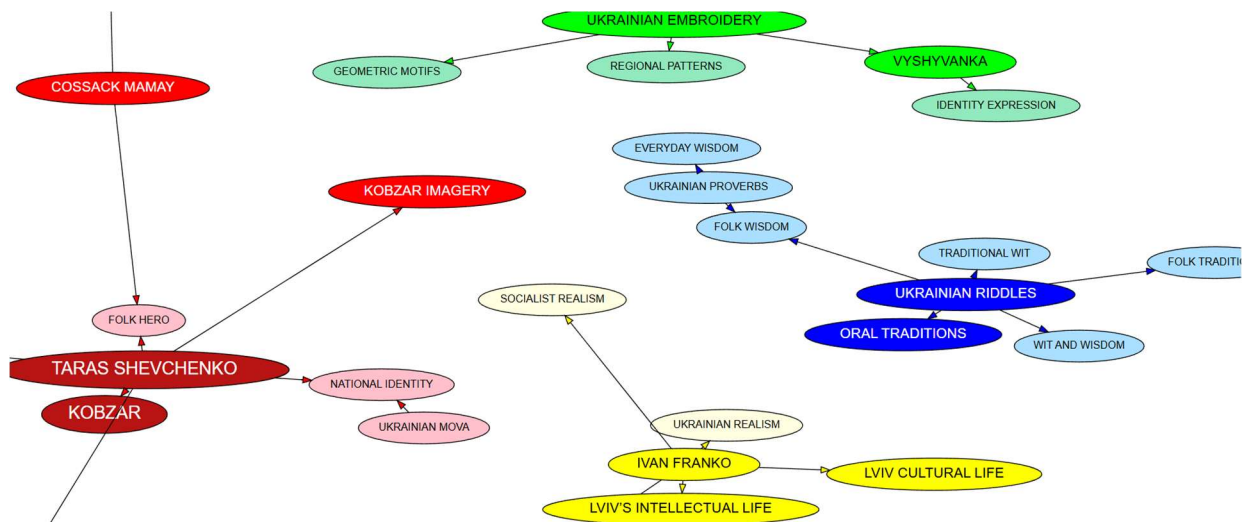 UKRAINIAN EMBROIDERY
GEOMETRIC MOTIFS
REGIONAL PATTERNS
VYSHYVANKA
COSSACK MAMAY
IDENTITY EXPRESSION
EVERYDAY WISDOM
KOBZAR IMAGERY
UKRAINIAN PROVERBS
FOLK WISDOM
TRADITIONAL WIT
FOLK TRADITIO
UKRAINIAN RIDDLES
SOCIALIST REALISM
FOLK HERO
ORAL TRADITIONS
WIT AND WISDOM
TARAS SHEVCHENKO
NATIONAL IDENTITY
KOBZAR
UKRAINIAN MOVA
UKRAINIAN REALISM
IVAN FRANKO
LVIV CULTURAL LIFE
LVIV'S INTELLECTUAL LIFE